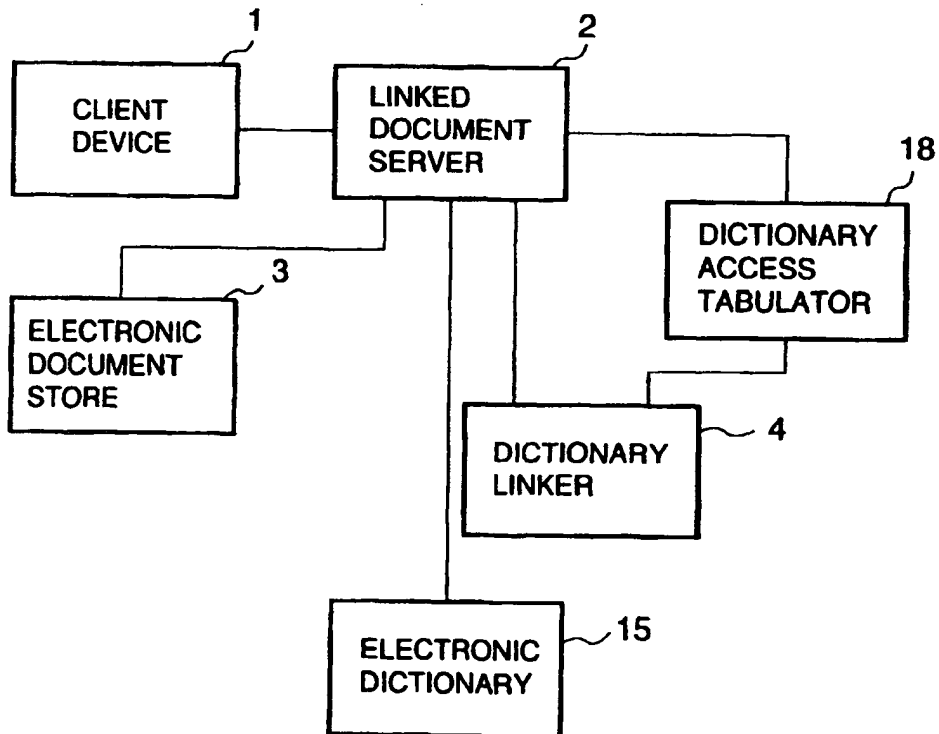 1
CLIENT
DEVICE
2
LINKED
DOCUMENT
SERVER
18
DICTIONARY
ACCESS
TABULATOR
3
ELECTRONIC
DOCUMENT
STORE
4
DICTIONARY
LINKER
15
ELECTRONIC
DICTIONARY